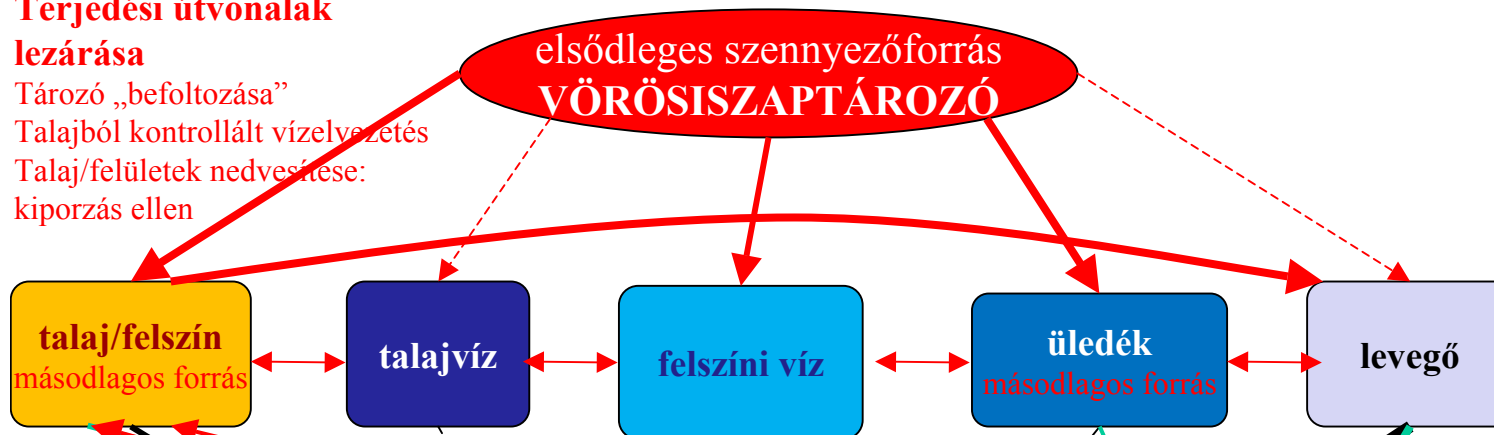 Terjedési útvonalak
lezárása
Tározó „befoltozása”
Talajból kontrollált vízelvezetés
Talaj/felületek nedvesítése:
kiporzás ellen
elsődleges szennyezőforrás
VÖRÖSISZAPTÁROZÓ
talaj/felszín
másodlagos forrás
talajvíz
felszíni víz
üledék
másodlagos forrás
levegő